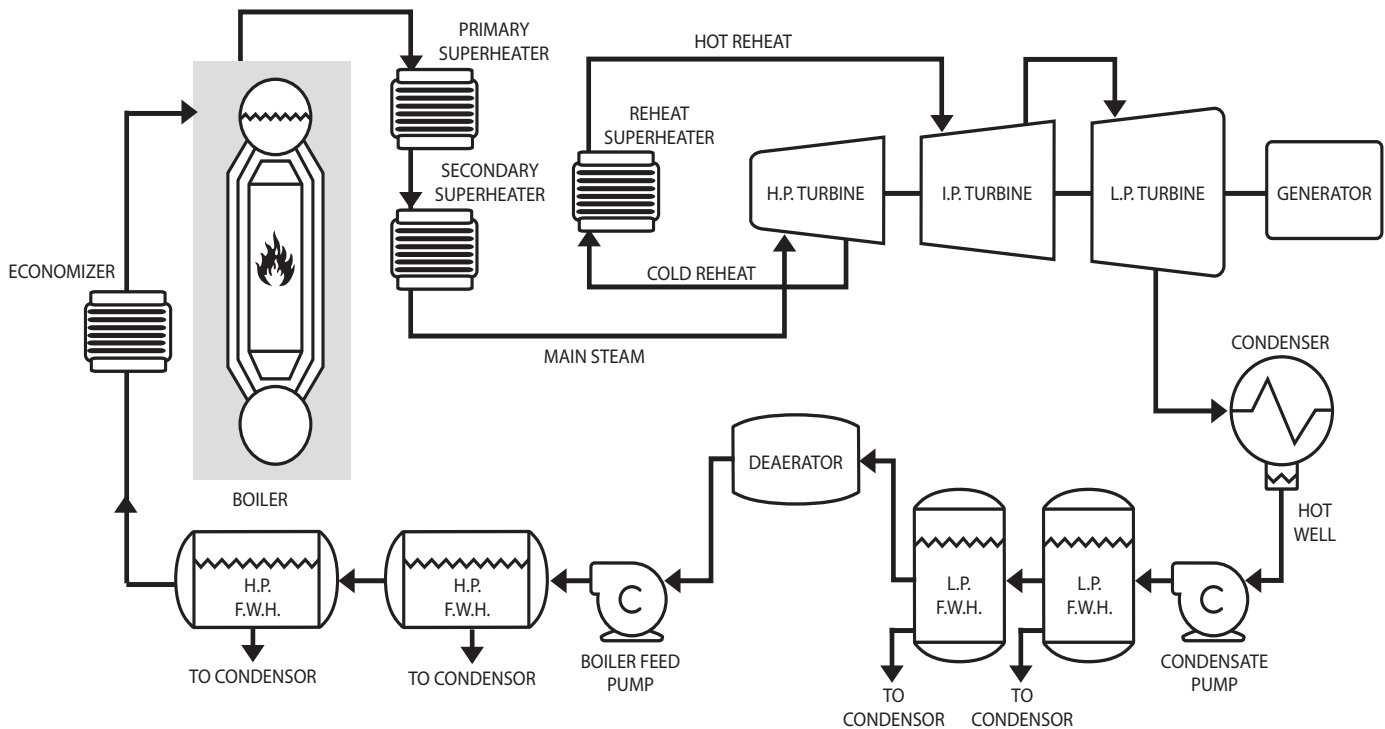 PRIMARY
SUPERHEATER
HOT REHEAT
REHEAT
SUPERHEATER
SECONDARY
SUPERHEATER
H.P. TURBINE
I.P. TURBINE
L.P. TURBINE
GENERATOR
ECONOMIZER
COLD REHEAT
MAIN STEAM
CONDENSER
BOILER
DEAERATOR
HOT
WELL
H.P.
F.W.H.
H.P.
F.W.H.
C
L.P.
F.W.H.
L.P.
F.W.H.
C
TO CONDENSOR
TO CONDENSOR
BOILER FEED
PUMP
TO
CONDENSOR
TO
CONDENSOR
CONDENSATE
PUMP